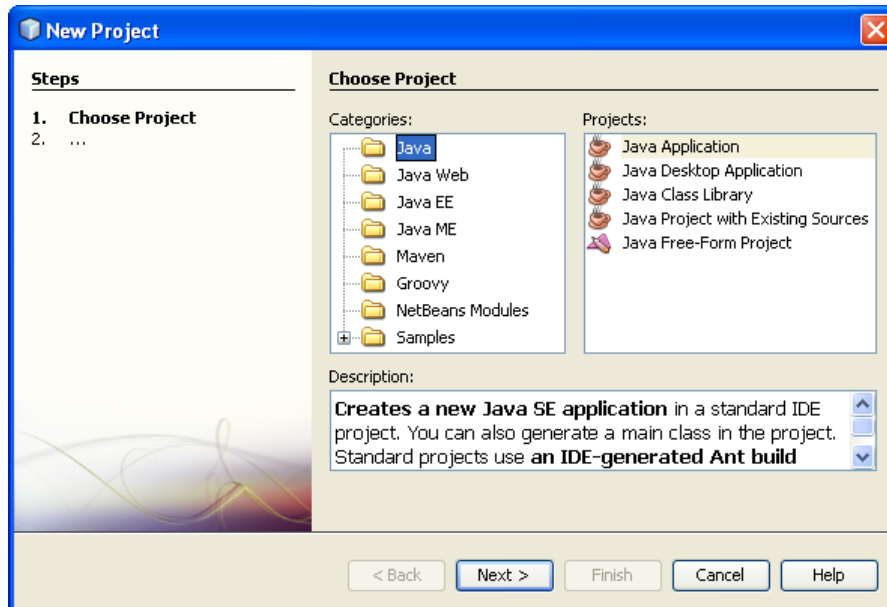 New Project
Steps
1. Choose Project
2. ...
Choose Project
Categories:
Java
Java Web
Java EE
Java ME
Maven
Groovy
NetBeans Modules
Samples
Projects:
Java Application
Java Desktop Application
Java Class Library
Java Project with Existing Sources
Java Free-Form Project
Description:
Creates a new Java SE application in a standard IDE
project. You can also generate a main class in the project.
Standard projects use an IDE-generated Ant build
< Back
Next >
Finish
Cancel
Help